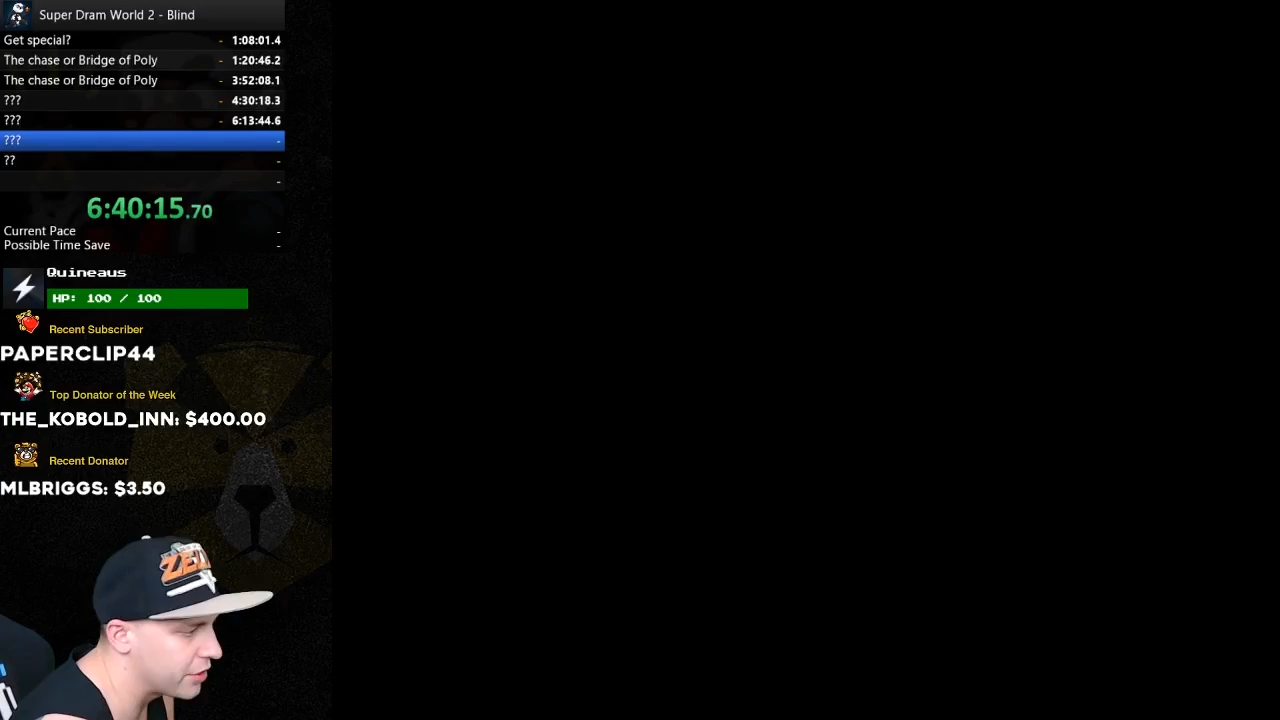 Super Dram World 2 - Blind
Get special? - 1:08:01.4
The chase or Bridge of Poly - 1:20:46.2
The chase or Bridge of Poly - 3:52:08.1
??? - 4:30:18.3
??? - 6:13:44.6
??? -
?? -
-
6:40:15.70
Current Pace -
Possible Time Save -
Quineaus
HP: 100 / 100
Recent Subscriber
PAPERCLIP44
Top Donator of the Week
THE_KOBOLD_INN: $400.00
Recent Donator
MLBRIGGS: $3.50